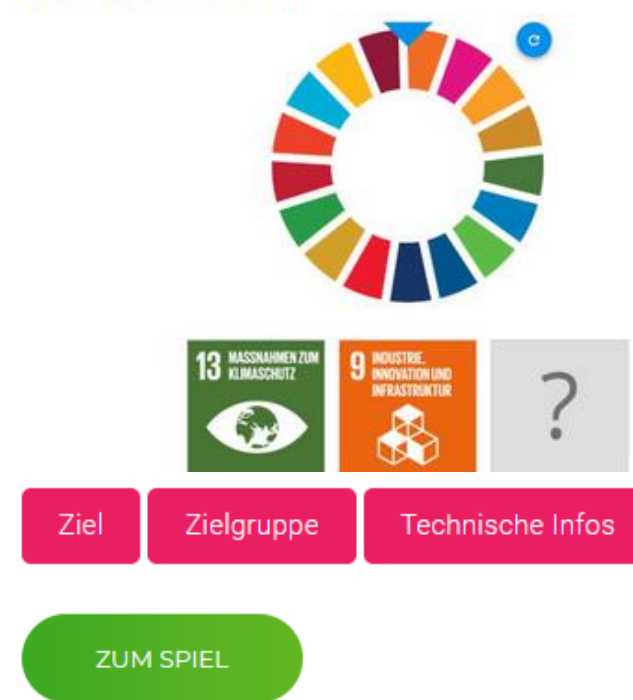 13 MASSNAHMEN ZUM
KLIMASCHUTZ
9 INDUSTRIE,
INNOVATION UND
INFRASTRUKTUR
?
Ziel
Zielgruppe
Technische Infos
ZUM SPIEL